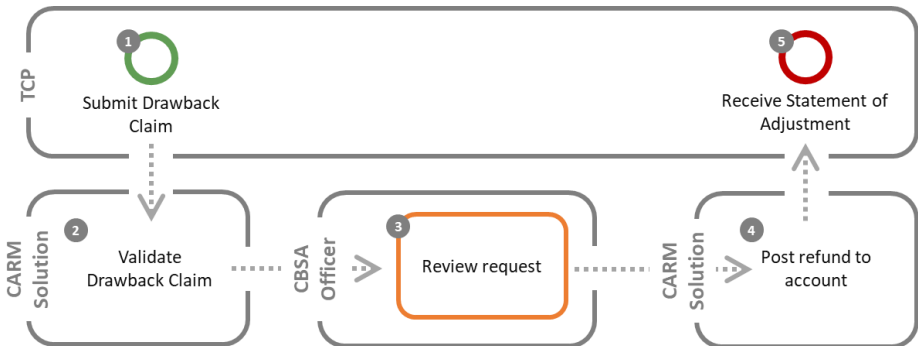 TCP
1
Submit Drawback
Claim
5
Receive Statement of
Adjustment
CARM
Solution
2
Validate
Drawback Claim
CBSA
Officer
3
Review request
CARM
Solution
4
Post refund to
account